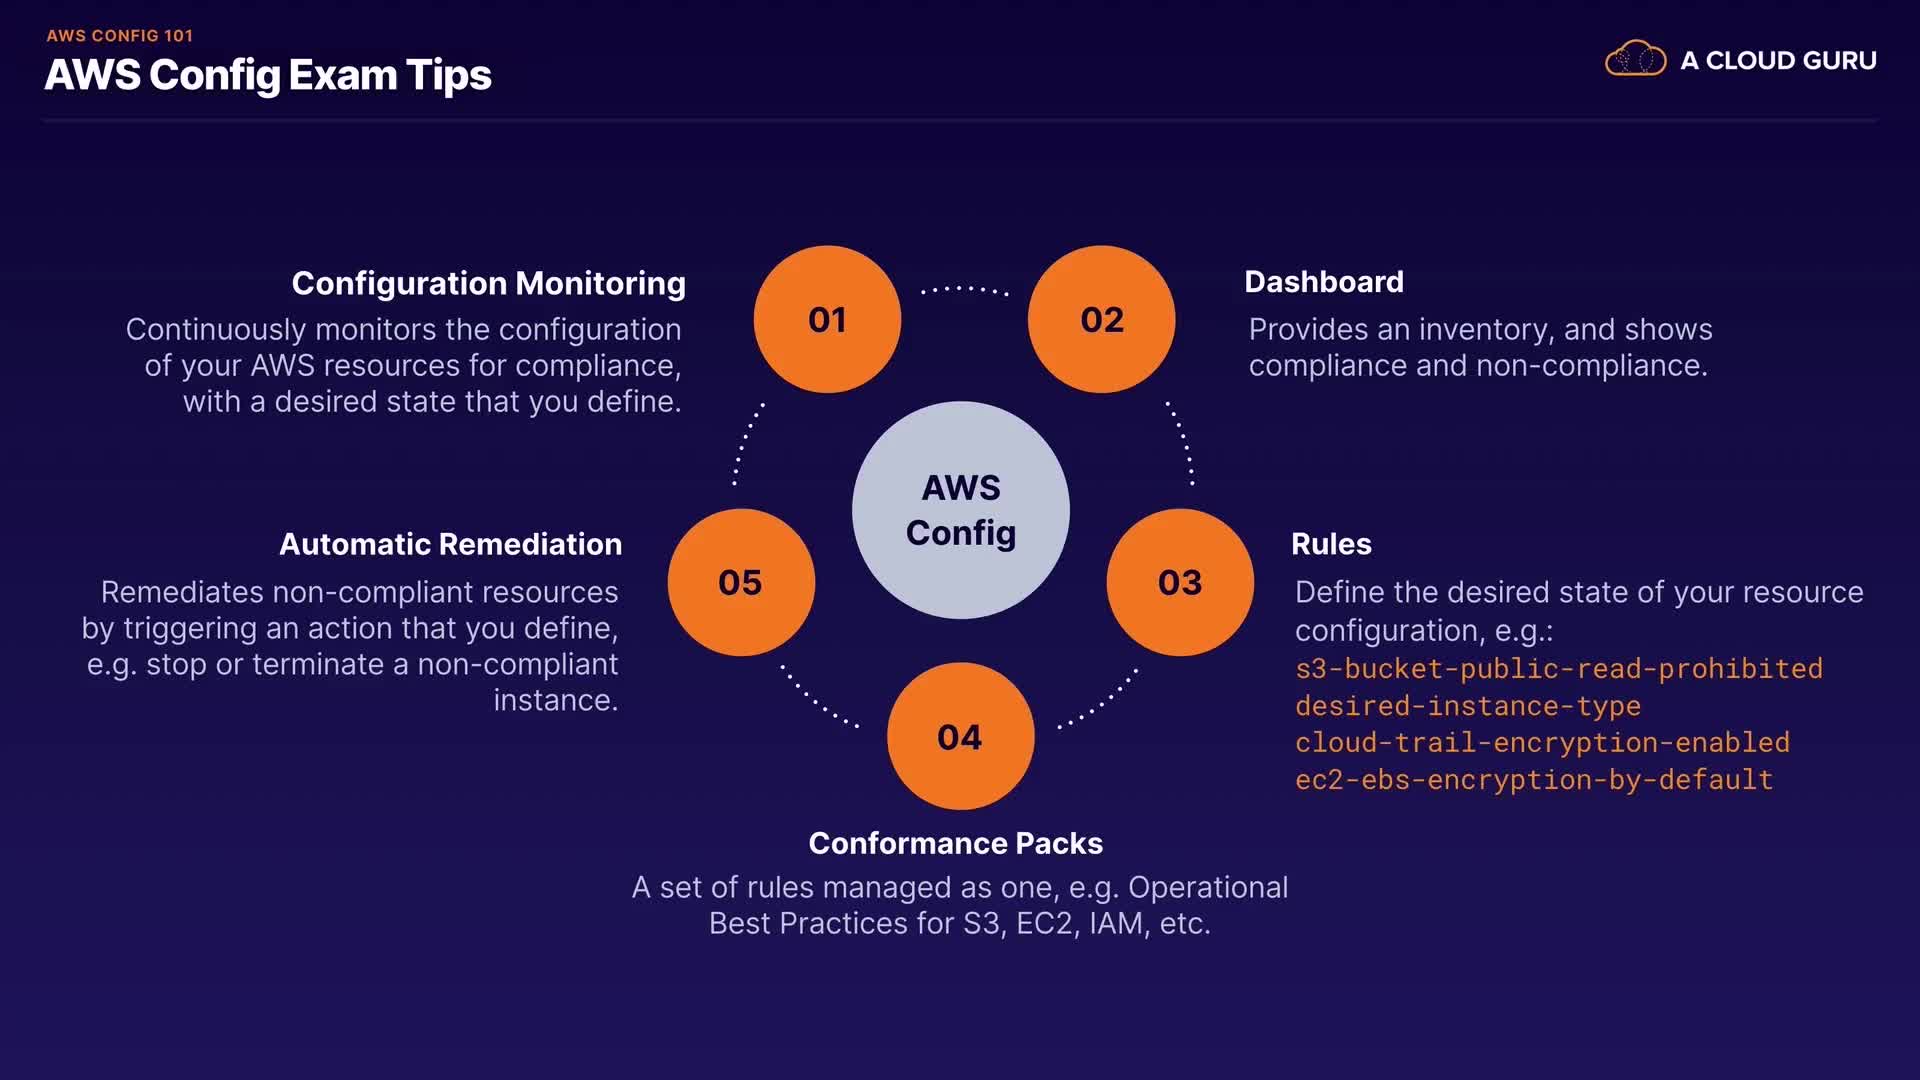 AWS CONFIG 101
AWS Config Exam Tips
A CLOUD GURU
01
Configuration Monitoring
Continuously monitors the configuration
of your AWS resources for compliance,
with a desired state that you define.
02
Dashboard
Provides an inventory, and shows
compliance and non-compliance.
AWS
Config
03
Rules
Define the desired state of your resource
configuration, e.g.:
s3-bucket-public-read-prohibited
desired-instance-type
cloud-trail-encryption-enabled
ec2-ebs-encryption-by-default
04
Conformance Packs
A set of rules managed as one, e.g. Operational
Best Practices for S3, EC2, IAM, etc.
05
Automatic Remediation
Remediates non-compliant resources
by triggering an action that you define,
e.g. stop or terminate a non-compliant
instance.